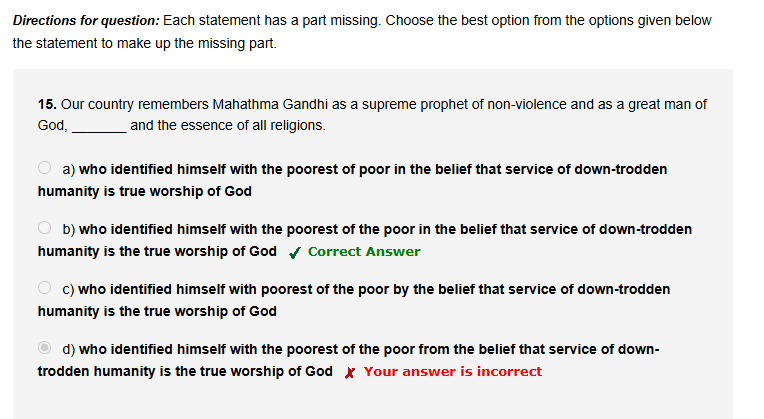 Directions for question: Each statement has a part missing. Choose the best option from the options given below
the statement to make up the missing part.
15. Our country remembers Mahathma Gandhi as a supreme prophet of non-violence and as a great man of
God, _______ and the essence of all religions.
a) who identified himself with the poorest of poor in the belief that service of down-trodden
humanity is true worship of God
b) who identified himself with the poorest of the poor in the belief that service of down-trodden
humanity is the true worship of God ✓ Correct Answer
c) who identified himself with poorest of the poor by the belief that service of down-trodden
humanity is the true worship of God
d) who identified himself with the poorest of the poor from the belief that service of down-
trodden humanity is the true worship of God ✗ Your answer is incorrect